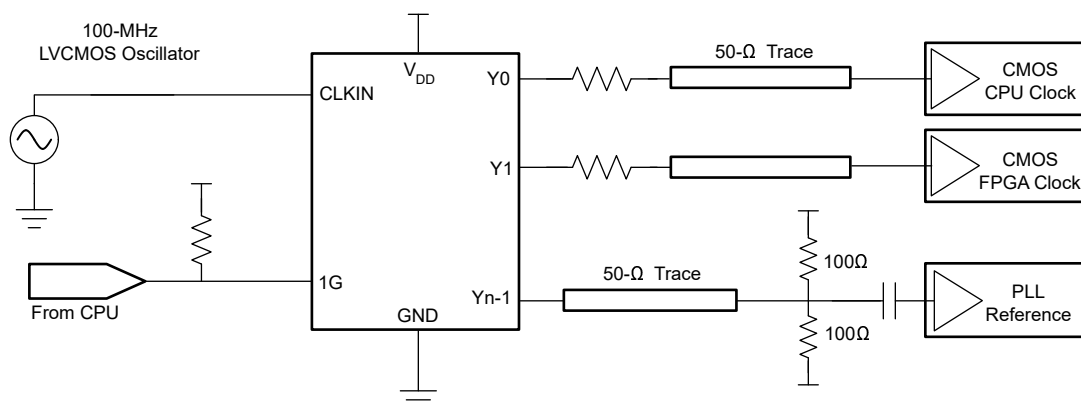 100-MHz
LVCMOS Oscillator
CLKIN
VDD
Y0
50-Ω Trace
CMOS
CPU Clock
Y1
CMOS
FPGA Clock
From CPU
1G
GND
Yn-1
50-Ω Trace
100Ω
100Ω
PLL
Reference